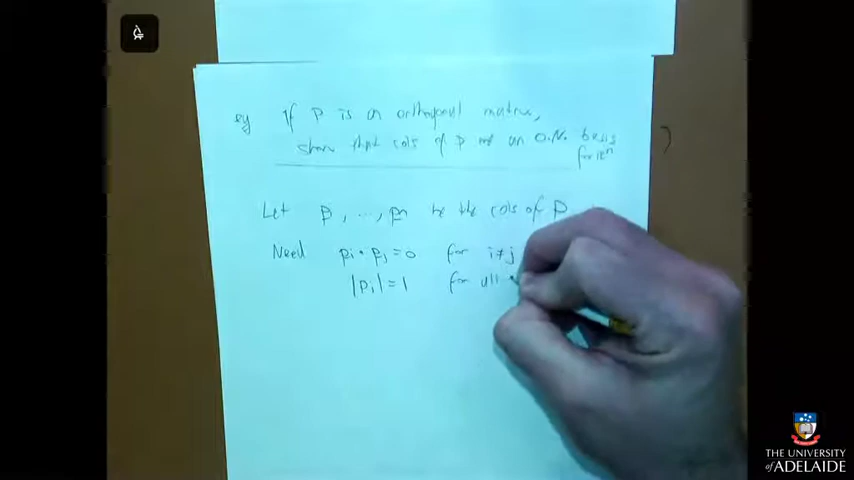 eg If P is an orthogonal matrix,
show that cols of P are an O.N. basis
for ℝⁿ
Let p₁, ..., pₙ be the cols of P
Need pᵢ • pⱼ = 0 for i≠j
|pᵢ| = 1 for all
THE UNIVERSITY
of ADELAIDE